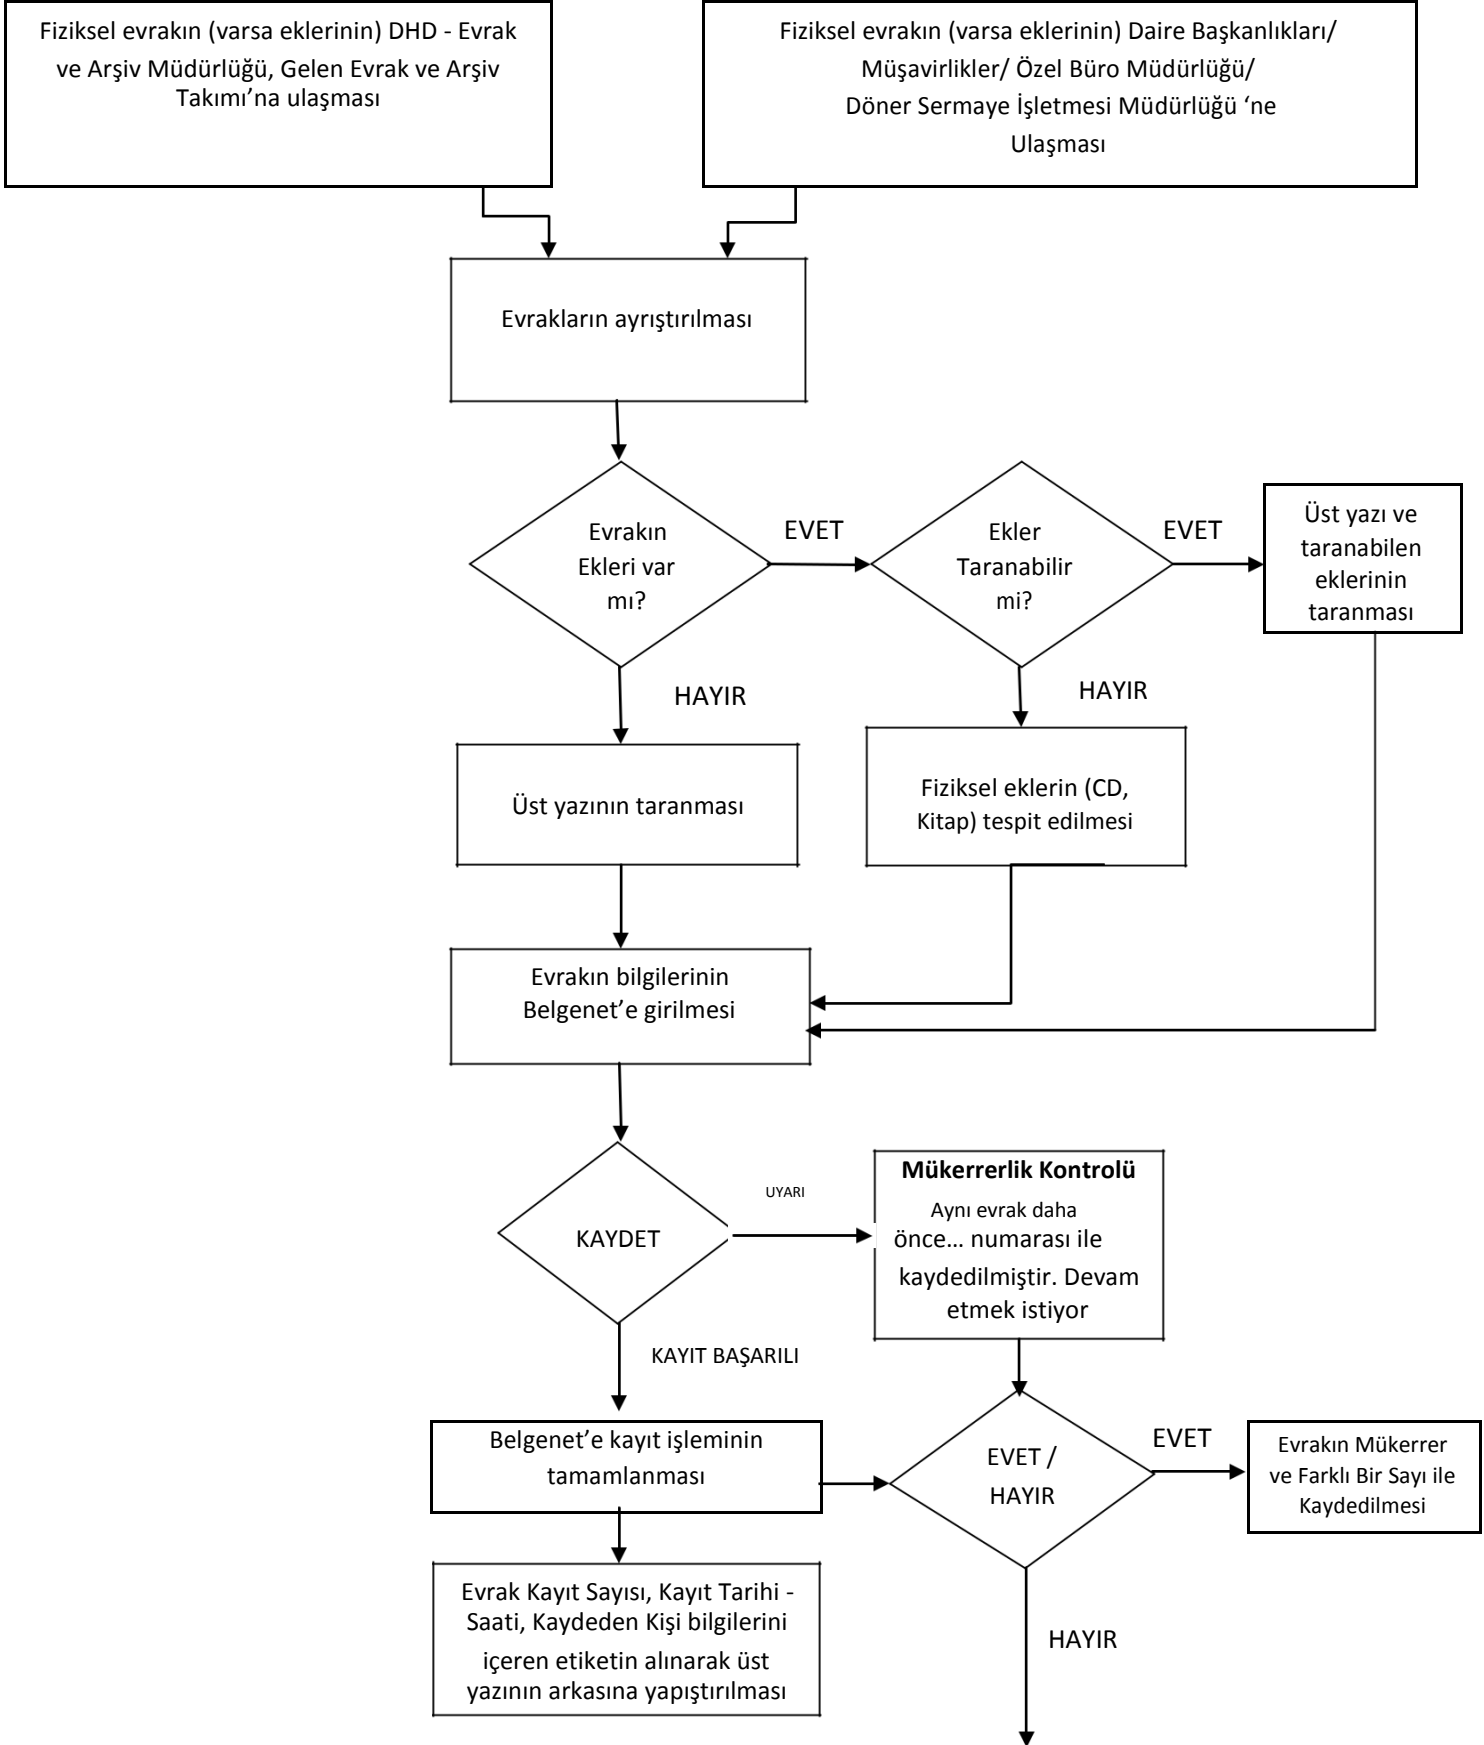 Fiziksel evrakın (varsa eklerinin) DHD - Evrak
ve Arşiv Müdürlüğü, Gelen Evrak ve Arşiv
Takımı’na ulaşması
Fiziksel evrakın (varsa eklerinin) Daire Başkanlıkları/
Müşavirlikler/ Özel Büro Müdürlüğü/
Döner Sermaye İşletmesi Müdürlüğü ‘ne
Ulaşması
Evrakların ayrıştırılması
Evrakın
Ekleri var
mı?
EVET
Ekler
Taranabilir
mi?
EVET
Üst yazı ve
taranabilen
eklerinin
taranması
HAYIR
HAYIR
Üst yazının taranması
Fiziksel eklerin (CD,
Kitap) tespit edilmesi
Evrakın bilgilerinin
Belgenet’e girilmesi
KAYDET
UYARI
Mükerrerlik Kontrolü
Aynı evrak daha
önce... numarası ile
kaydedilmiştir. Devam
etmek istiyor
KAYIT BAŞARILI
Belgenet’e kayıt işleminin
tamamlanması
EVET /
HAYIR
EVET
Evrakın Mükerrer
ve Farklı Bir Sayı ile
Kaydedilmesi
Evrak Kayıt Sayısı, Kayıt Tarihi -
Saati, Kaydeden Kişi bilgilerini
içeren etiketin alınarak üst
yazının arkasına yapıştırılması
HAYIR